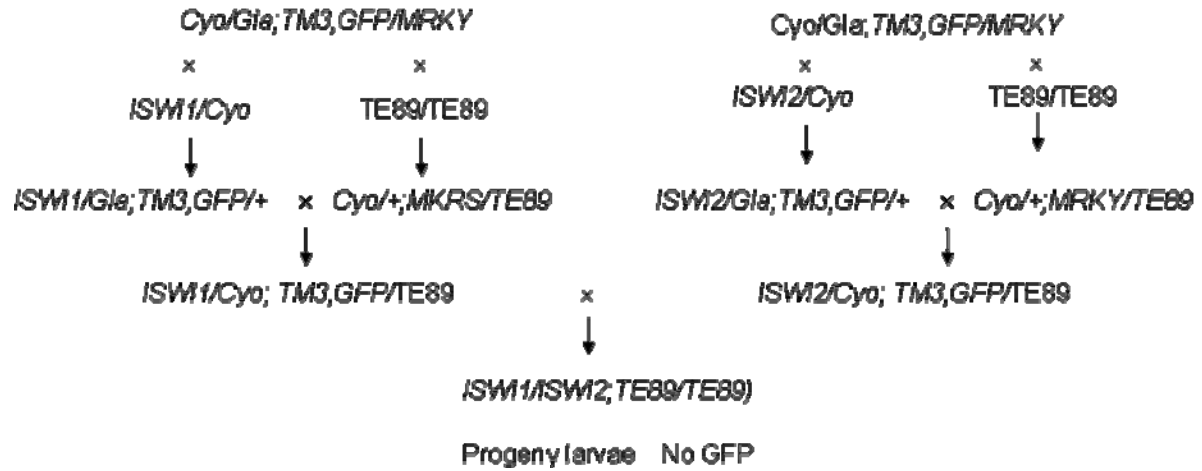 Cyo/Gla;TM3,GFP/MRKY Cyo/Gla;TM3,GFP/MRKY
x x x x
ISWI1/Cyo TE89/TE89 ISWI2/Cyo TE89/TE89
ISWI1/Gla;TM3,GFP/+ x Cyo/+;MKRS/TE89 ISWI2/Gla;TM3,GFP/+ x Cyo/+;MRKY/TE89
ISWI1/Cyo; TM3,GFP/TE89 x ISWI2/Cyo; TM3,GFP/TE89
ISWI1/ISWI2;TE89/TE89)
Progeny larvae No GFP